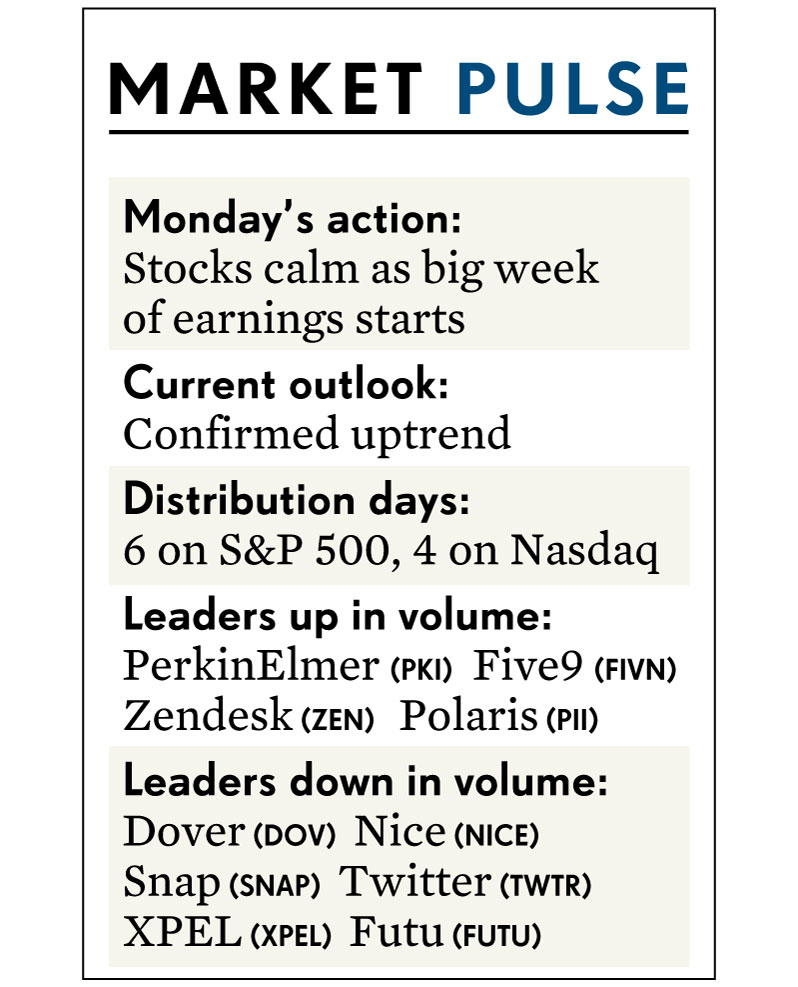 MARKET PULSE
Monday’s action:
Stocks calm as big week
of earnings starts
Current outlook:
Confirmed uptrend
Distribution days:
6 on S&P 500, 4 on Nasdaq
Leaders up in volume:
PerkinElmer (PKI) Five9 (FIVN)
Zendesk (ZEN) Polaris (PII)
Leaders down in volume:
Dover (DOV) Nice (NICE)
Snap (SNAP) Twitter (TWTR)
XPEL (XPEL) Futu (FUTU)